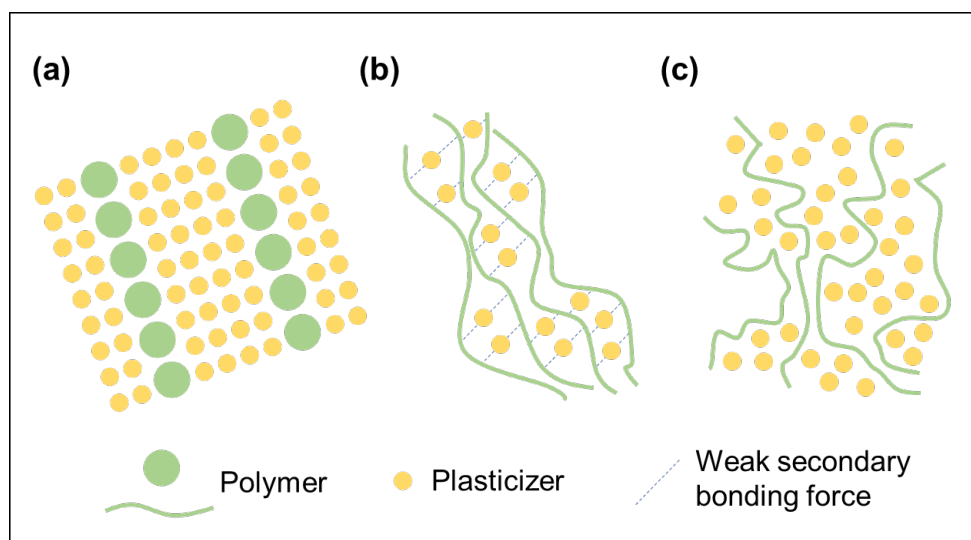 (a)
(b)
(c)
Polymer
Plasticizer
Weak secondary
bonding force